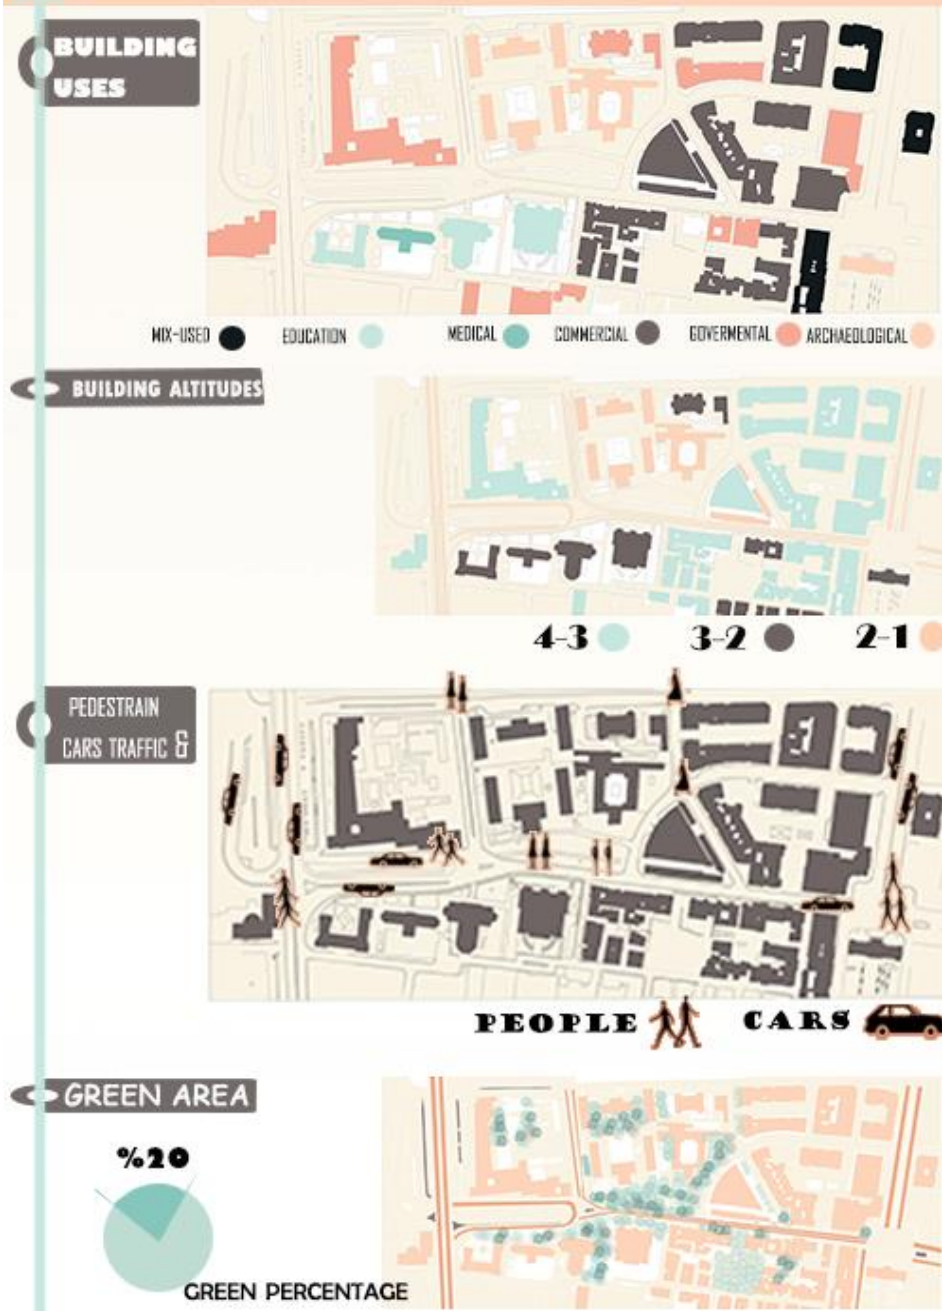 BUILDING
USES
MIX-USED
EDUCATION
MEDICAL
COMMERCIAL
GOVERMENTAL
ARCHAEOLOGICAL
BUILDING ALTITUDES
4-3
3-2
2-1
PEDESTRAIN
CARS TRAFFIC &
PEOPLE
CARS
GREEN AREA
%20
GREEN PERCENTAGE